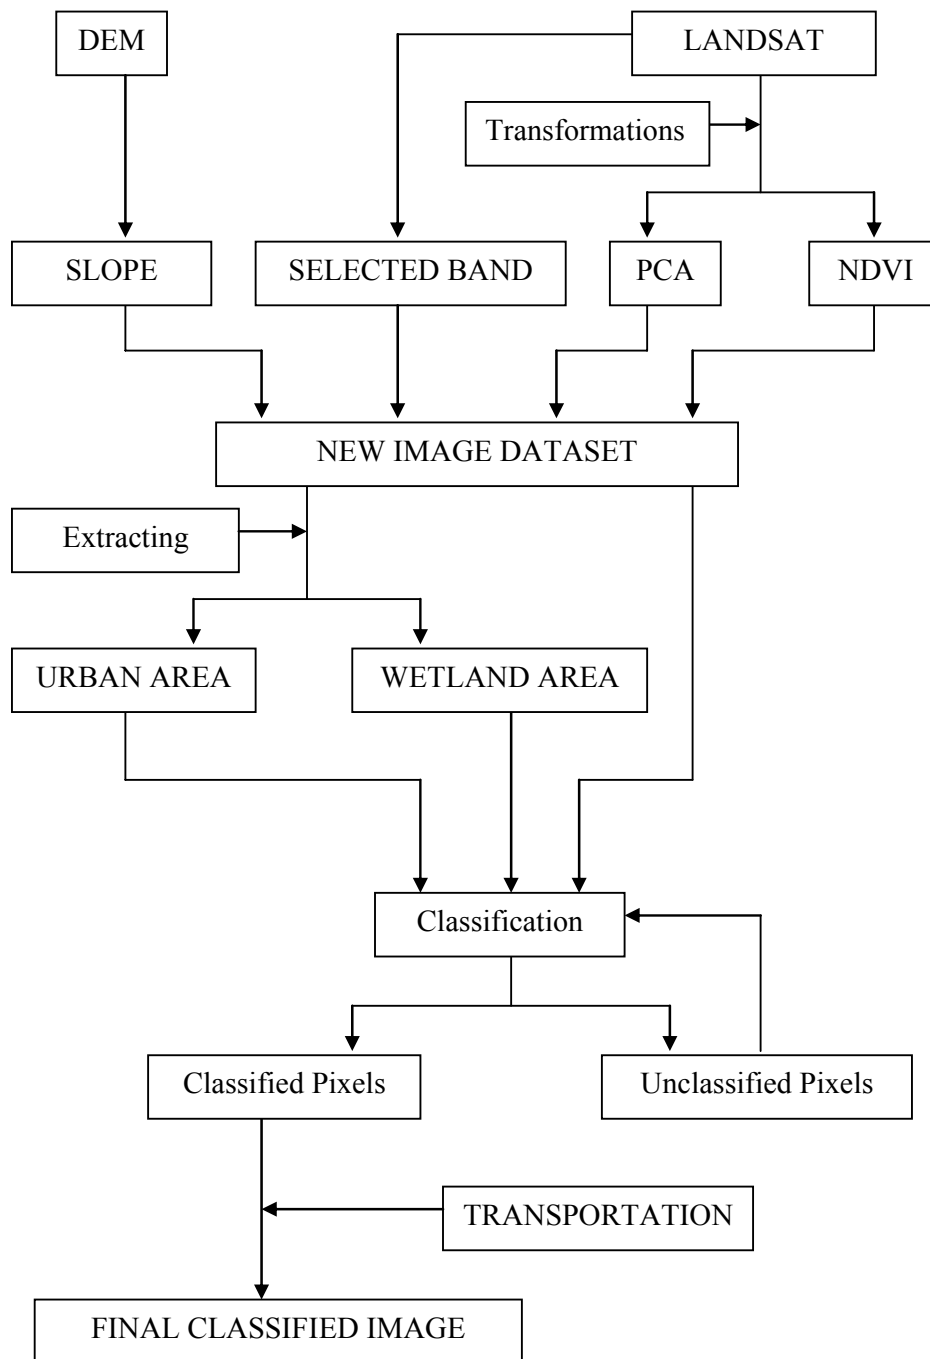 DEM
LANDSAT
Transformations
SLOPE
SELECTED BAND
PCA
NDVI
NEW IMAGE DATASET
Extracting
URBAN AREA
WETLAND AREA
Classification
Classified Pixels
Unclassified Pixels
TRANSPORTATION
FINAL CLASSIFIED IMAGE